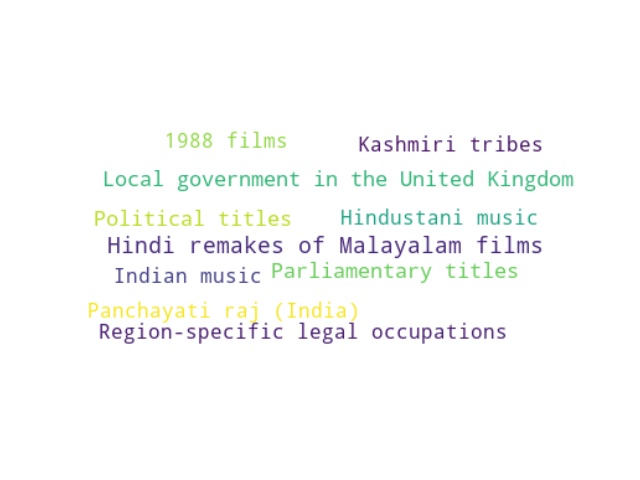 1988 films
Kashmiri tribes
Local government in the United Kingdom
Political titles
Hindustani music
Hindi remakes of Malayalam films
Indian music
Parliamentary titles
Panchayati raj (India)
Region-specific legal occupations